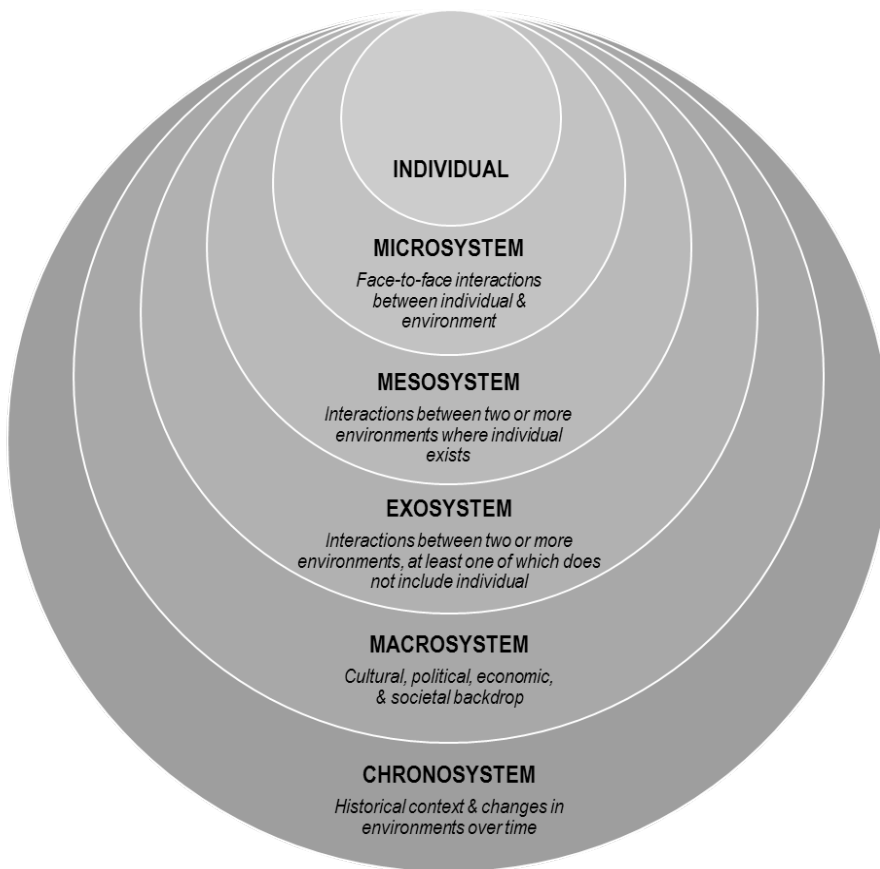 INDIVIDUAL
MICROSYSTEM
Face-to-face interactions
between individual &
environment
MESOSYSTEM
Interactions between two or more
environments where individual
exists
EXOSYSTEM
Interactions between two or more
environments, at least one of which does
not include individual
MACROSYSTEM
Cultural, political, economic,
& societal backdrop
CHRONOSYSTEM
Historical context & changes in
environments over time